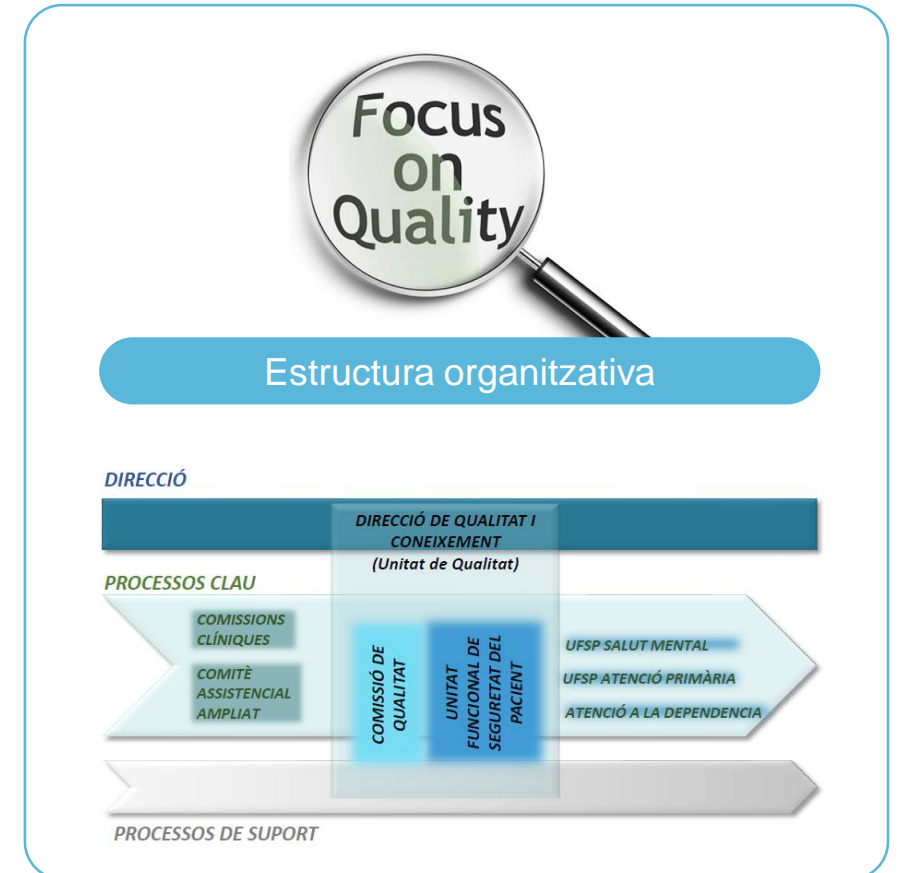 Focus
on
Quality
Estructura organitzativa
DIRECCIÓ
DIRECCIÓ DE QUALITAT I
CONEIXEMENT
(Unitat de Qualitat)
PROCESSOS CLAU
COMISSIONS
CLÍNIQUES
COMITÈ
ASSISTENCIAL
AMPLIAT
COMISSIÓ DE
QUALITAT
UNITAT
FUNCIONAL DE
SEGURETAT DEL
PACIENT
UFSP SALUT MENTAL
UFSP ATENCIÓ PRIMÀRIA
ATENCIÓ A LA DEPENDENCIA
PROCESSOS DE SUPORT